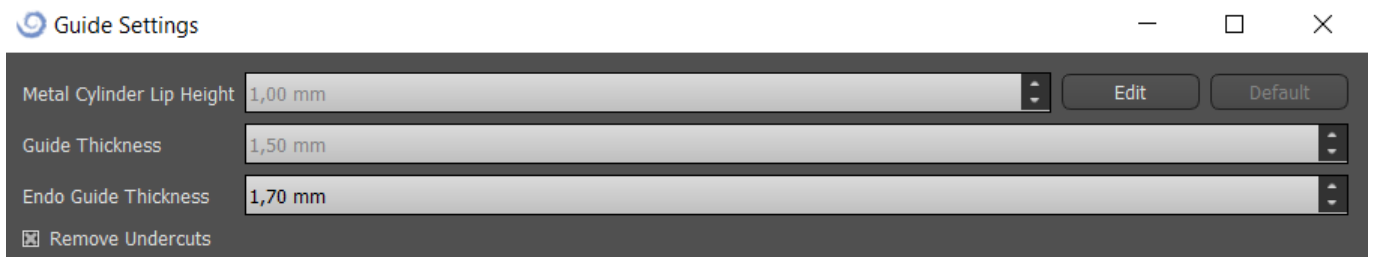 Guide Settings
Metal Cylinder Lip Height 1,00 mm Edit Default
Guide Thickness 1,50 mm
Endo Guide Thickness 1,70 mm
Remove Undercuts